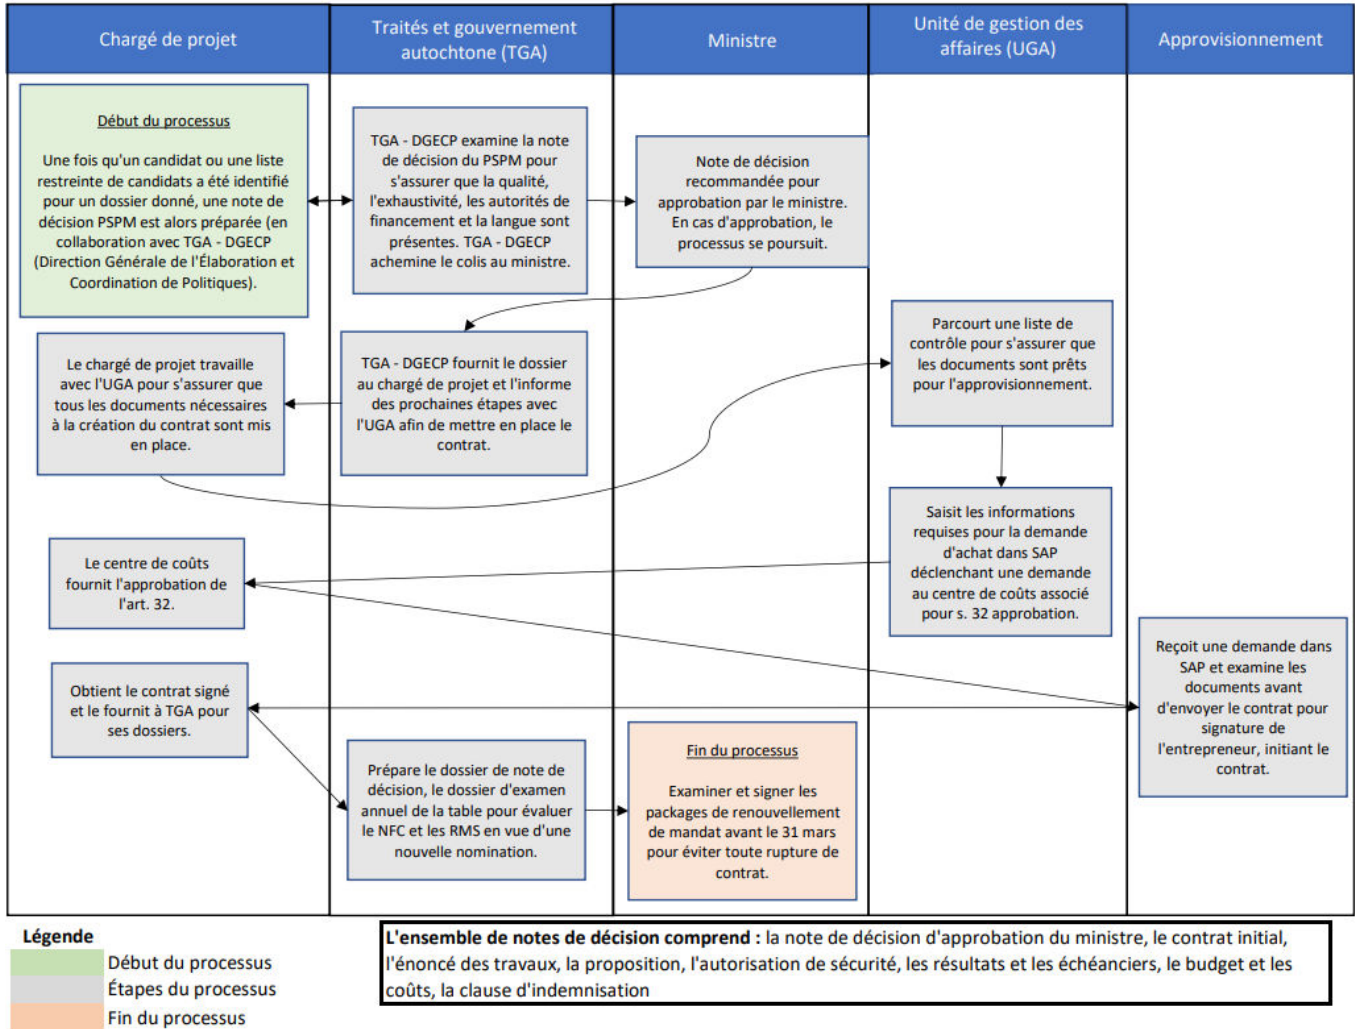 Chargé de projet
Traités et gouvernement
autochtone (TGA)
Ministre
Unité de gestion des
affaires (UGA)
Approvisionnement
Début du processus
Une fois qu'un candidat ou une liste
restreinte de candidats a été identifié
pour un dossier donné, une note de
décision PSPM est alors préparée (en
collaboration avec TGA - DGECP
(Direction Générale de l'Élaboration et
Coordination de Politiques).
TGA - DGECP examine la note
de décision du PSPM pour
s'assurer que la qualité,
l'exhaustivité, les autorités de
financement et la langue sont
présentes. TGA - DGECP
achemine le colis au ministre.
Note de décision
recommandée pour
approbation par le ministre.
En cas d'approbation, le
processus se poursuit.
Le chargé de projet travaille
avec l'UGA pour s'assurer que
tous les documents nécessaires
à la création du contrat sont mis
en place.
TGA - DGECP fournit le dossier
au chargé de projet et l'informe
des prochaines étapes avec
l'UGA afin de mettre en place le
contrat.
Parcourt une liste de
contrôle pour s'assurer que
les documents sont prêts
pour l'approvisionnement.
Saisit les informations
requises pour la demande
d'achat dans SAP
déclenchant une demande
au centre de coûts associé
pour s. 32 approbation.
Le centre de coûts
fournit l'approbation de
l'art. 32.
Reçoit une demande dans
SAP et examine les
documents avant
d'envoyer le contrat pour
signature de
l'entrepreneur, initiant le
contrat.
Obtient le contrat signé
et le fournit à TGA pour
ses dossiers.
Prépare le dossier de note de
décision, le dossier d'examen
annuel de la table pour évaluer
le NFC et les RMS en vue d'une
nouvelle nomination.
Fin du processus
Examiner et signer les
packages de renouvellement
de mandat avant le 31 mars
pour éviter toute rupture de
contrat.
Légende
Début du processus
Étapes du processus
Fin du processus
L'ensemble de notes de décision comprend : la note de décision d'approbation du ministre, le contrat initial,
l'énoncé des travaux, la proposition, l'autorisation de sécurité, les résultats et les échéanciers, le budget et les
coûts, la clause d'indemnisation